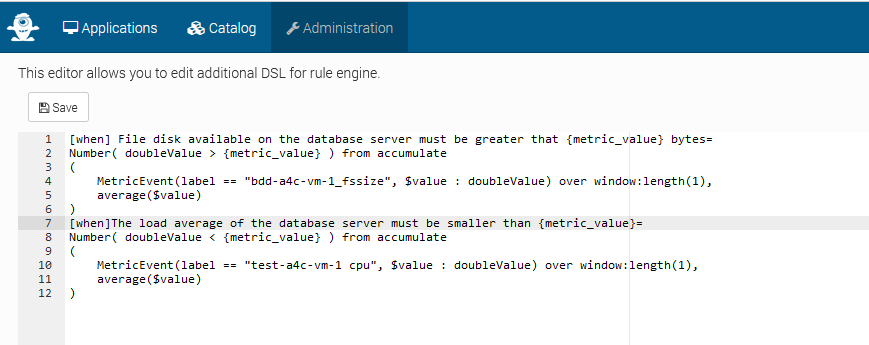 Applications Catalog Administration
This editor allows you to edit additional DSL for rule engine.
Save
1 [when] File disk available on the database server must be greater that {metric_value} bytes=
2 Number( doubleValue > {metric_value} ) from accumulate
3 (
4     MetricEvent(label == "bdd-a4c-vm-1_fssize", $value : doubleValue) over window:length(1),
5     average($value)
6 )
7 [when]The load average of the database server must be smaller than {metric_value}=
8 Number( doubleValue < {metric_value} ) from accumulate
9 (
10     MetricEvent(label == "test-a4c-vm-1 cpu", $value : doubleValue) over window:length(1),
11     average($value)
12 )